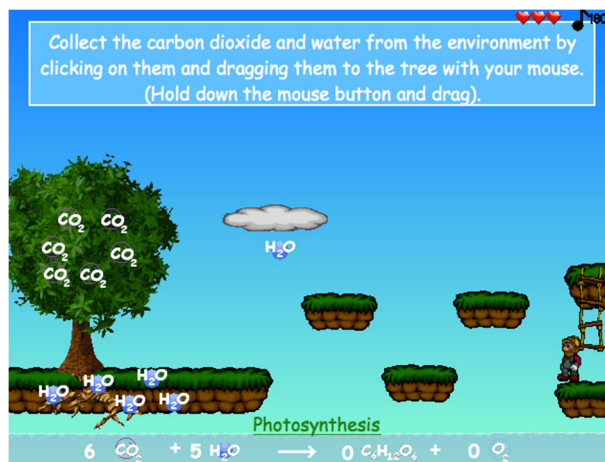 180
Collect the carbon dioxide and water from the environment by
clicking on them and dragging them to the tree with your mouse.
(Hold down the mouse button and drag).
CO₂ CO₂
CO₂ CO₂
CO₂ CO₂
H₂O
H₂O
H₂O H₂O
H₂O H₂O
Photosynthesis
6 CO₂ + 5 H₂O ⟶ 0 C₆H₁₂O₆ + 0 O₂